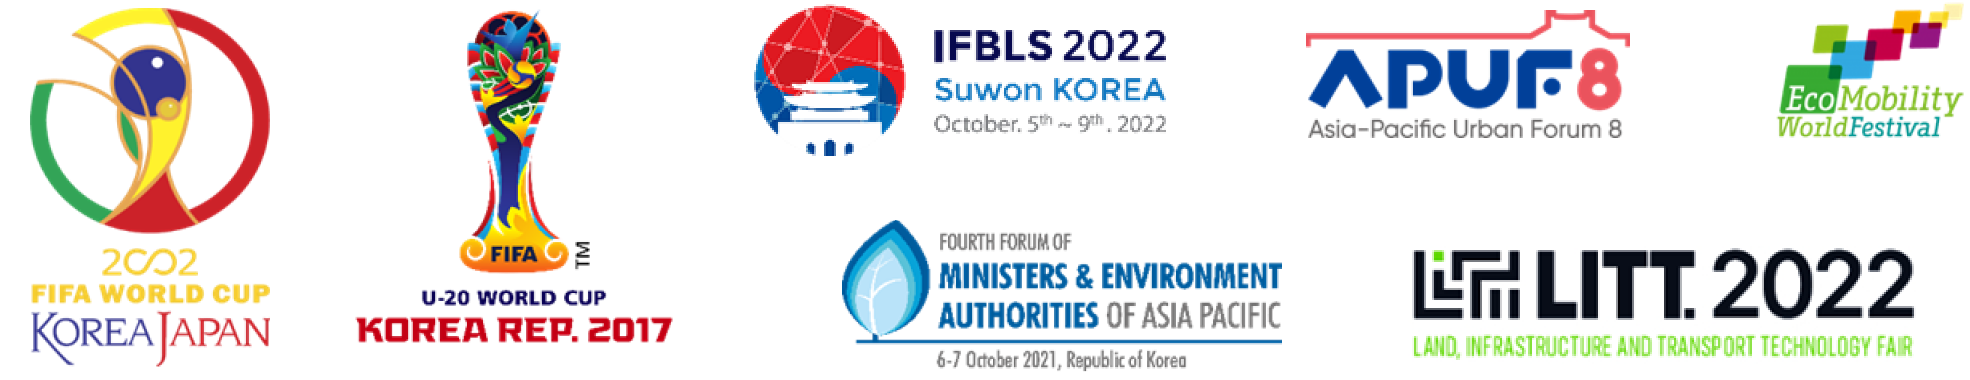 2002
FIFA WORLD CUP
KOREA JAPAN
FIFA
TM
U-20 WORLD CUP
KOREA REP. 2017
IFBLS 2022
Suwon KOREA
October. 5th ~ 9th . 2022
APUF 8
Asia-Pacific Urban Forum 8
EcoMobility
WorldFestival
FOURTH FORUM OF
MINISTERS & ENVIRONMENT
AUTHORITIES OF ASIA PACIFIC
6-7 October 2021, Republic of Korea
LITT. 2022
LAND, INFRASTRUCTURE AND TRANSPORT TECHNOLOGY FAIR